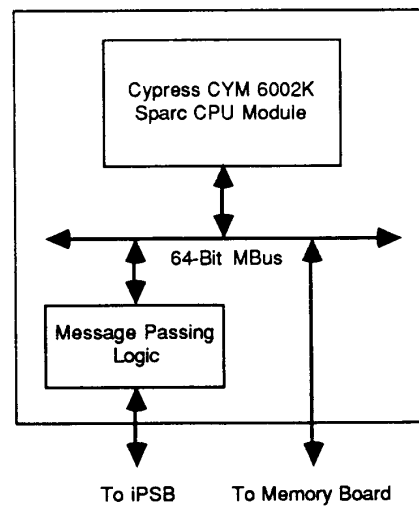 Cypress CYM 6002K
Sparc CPU Module
64-Bit MBus
Message Passing
Logic
To iPSB
To Memory Board